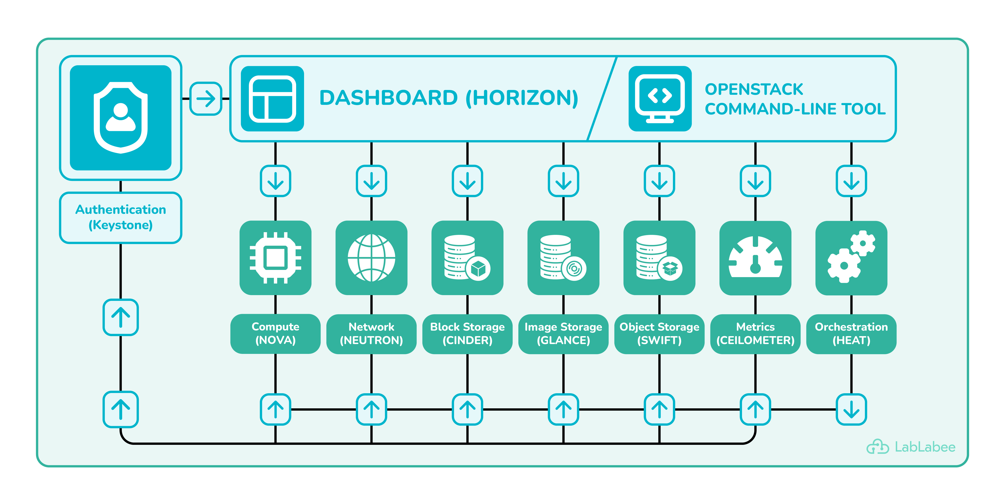 DASHBOARD (HORIZON)
OPENSTACK
COMMAND-LINE TOOL
Authentication
(Keystone)
Compute
(NOVA)
Network
(NEUTRON)
Block Storage
(CINDER)
Image Storage
(GLANCE)
Object Storage
(SWIFT)
Metrics
(CEILOMETER)
Orchestration
(HEAT)
LabLabee